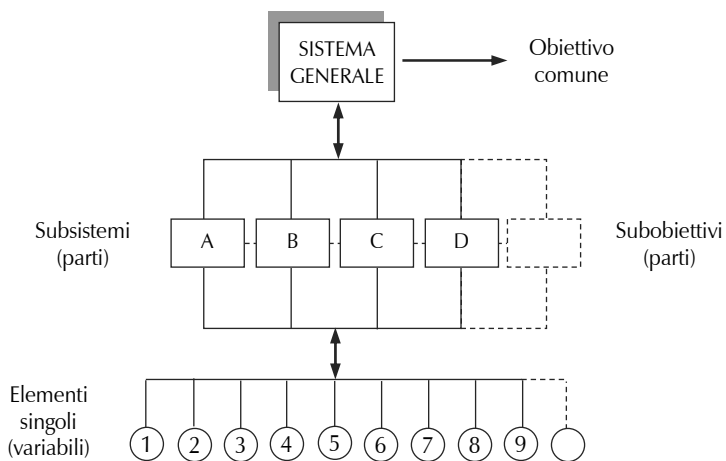 SISTEMA
GENERALE
Obiettivo
comune
Subsistemi
(parti)
A
B
C
D
Subobiettivi
(parti)
Elementi
singoli
(variabili)
1
2
3
4
5
6
7
8
9